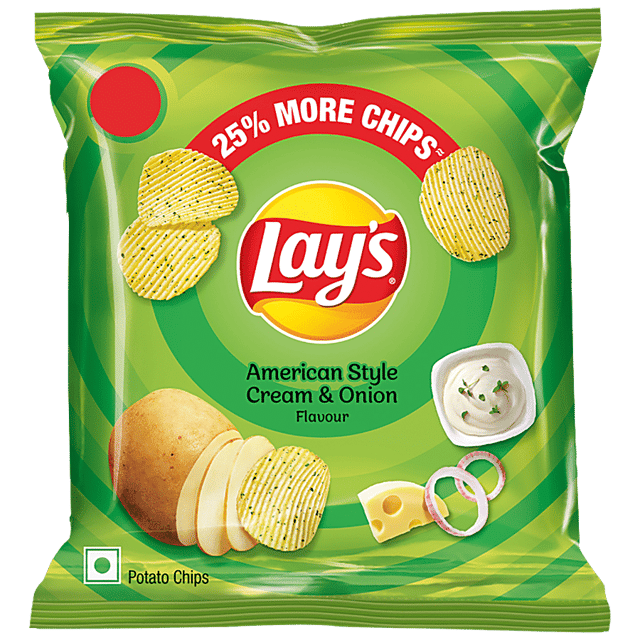 25% MORE CHIPS≈
Lay's®
American Style
Cream & Onion
Flavour
Potato Chips